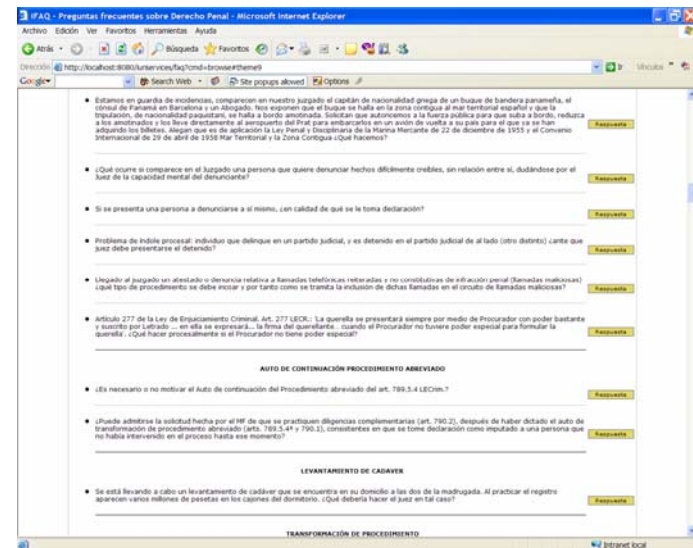 IFAQ - Preguntas frecuentes sobre Derecho Penal - Microsoft Internet Explorer
Archivo Edición Ver Favoritos Herramientas Ayuda
Atrás Búsqueda Favoritos
Dirección http://localhost:8080/iurservices/faq?cmd=browse#theme9 Ir Vínculos
Google Search Web Site popups allowed Options
Estamos en guardia de incidencias, comparecen en nuestro juzgado el capitán de nacionalidad griega de un buque de bandera panameña, el
cónsul de Panamá en Barcelona y un Abogado. Nos exponen que el buque se halla en la zona contigua al mar territorial español y que la
tripulación, de nacionalidad paquistaní, se halla a bordo amotinada. Solicitan que autoricemos a la fuerza pública para que suba a bordo, reduzca
a los amotinados y los lleve directamente al aeropuerto del Prat para embarcarlos en un avión de vuelta a su país para el que ya se han
adquirido los billetes. Alegan que es de aplicación la Ley Penal y Disciplinaria de la Marina Mercante de 22 de diciembre de 1955 y el Convenio
Internacional de 29 de abril de 1958 Mar Territorial y la Zona Contigua ¿Qué hacemos?
Respuesta
¿Qué ocurre si comparece en el Juzgado una persona que quiere denunciar hechos difícilmente creíbles, sin relación entre sí, dudándose por el
Juez de la capacidad mental del denunciante?
Respuesta
Si se presenta una persona a denunciarse a sí mismo, ¿en calidad de qué se le toma declaración?
Respuesta
Problema de índole procesal: individuo que delinque en un partido judicial, y es detenido en el partido judicial de al lado (otro distinto) ¿ante que
juez debe presentarse el detenido?
Respuesta
Llegado al juzgado un atestado o denuncia relativa a llamadas telefónicas reiteradas y no constitutivas de infracción penal (llamadas maliciosas)
¿qué tipo de procedimiento se debe incoar y por tanto como se tramita la inclusión de dichas llamadas en el circuito de llamadas maliciosas?
Respuesta
Artículo 277 de la Ley de Enjuiciamiento Criminal. Art. 277 LECR.: 'La querella se presentará siempre por medio de Procurador con poder bastante
y suscrito por Letrado ... en ella se expresará... la firma del querellante... cuando el Procurador no tuviere poder especial para formular la
querella'. ¿Qué hacer procesalmente si el Procurador no tiene poder especial?
Respuesta
AUTO DE CONTINUACIÓN PROCEDIMIENTO ABREVIADO
¿Es necesario o no motivar el Auto de continuación del Procedimiento abreviado del art. 789.5.4 LECrim.?
Respuesta
¿Puede admitirse la solicitud hecha por el MF de que se practiquen diligencias complementarias (art. 790.2), después de haber dictado el auto de
transformación de procedimiento abreviado (arts. 789.5.4º y 790.1), consistentes en que se tome declaración como imputado a una persona que
no había intervenido en el proceso hasta ese momento?
Respuesta
LEVANTAMIENTO DE CADAVER
Se está llevando a cabo un levantamiento de cadáver que se encuentra en su domicilio a las dos de la madrugada. Al practicar el registro
aparecen varios millones de pesetas en los cajones del dormitorio. ¿Qué debería hacer el juez en tal caso?
Respuesta
TRANSFORMACIÓN DE PROCEDIMIENTO
Intranet local